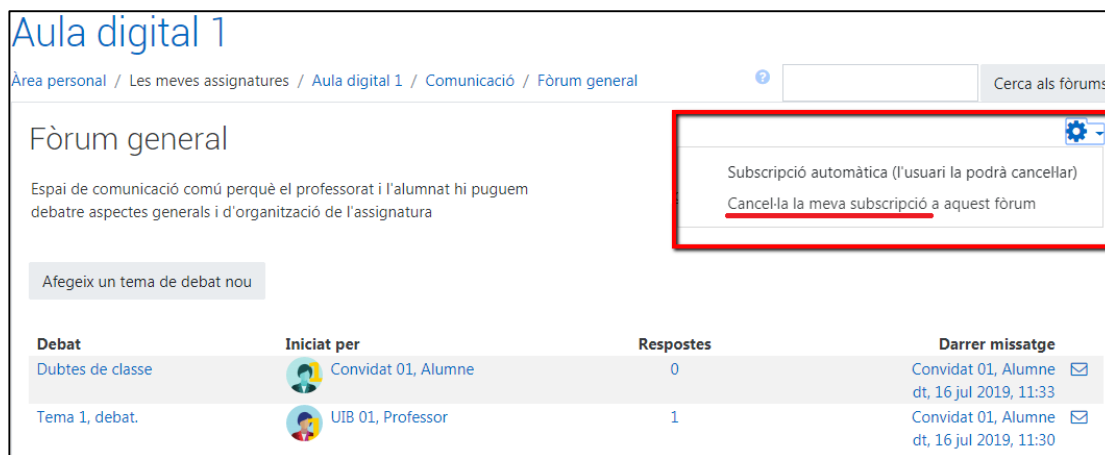 Aula digital 1
Àrea personal / Les meves assignatures / Aula digital 1 / Comunicació / Fòrum general
Cerca als fòrums
Fòrum general
Subscripció automàtica (l'usuari la podrà cancel·lar)
Cancel·la la meva subscripció a aquest fòrum
Espai de comunicació comú perquè el professorat i l'alumnat hi puguem
debatre aspectes generals i d'organització de l'assignatura
Afegeix un tema de debat nou
Debat Iniciat per Respostes Darrer missatge
Dubtes de classe Convidat 01, Alumne 0 Convidat 01, Alumne
dt, 16 jul 2019, 11:33
Tema 1, debat. UIB 01, Professor 1 Convidat 01, Alumne
dt, 16 jul 2019, 11:30